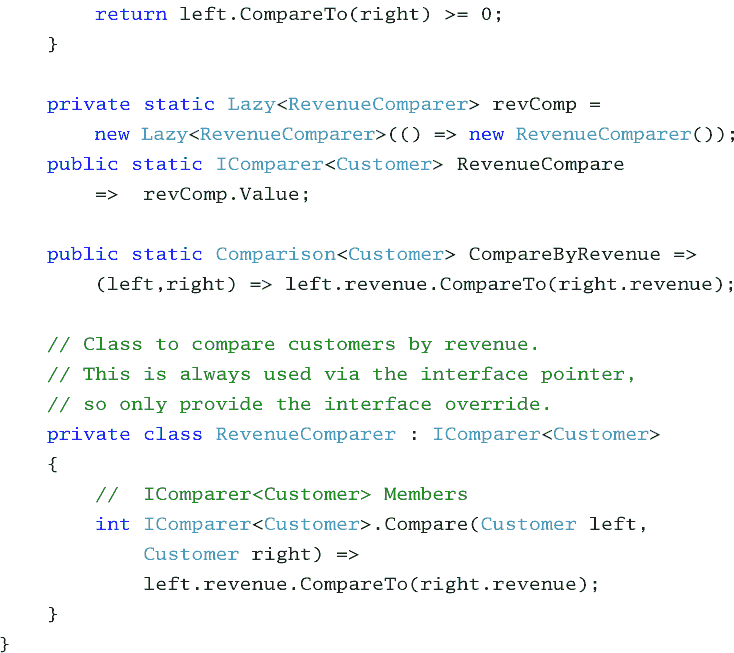 return left.CompareTo(right) >= 0;
    }

    private static Lazy<RevenueComparer> revComp =
        new Lazy<RevenueComparer>(() => new RevenueComparer());
    public static IComparer<Customer> RevenueCompare
        =>  revComp.Value;

    public static Comparison<Customer> CompareByRevenue =>
        (left,right) => left.revenue.CompareTo(right.revenue);

    // Class to compare customers by revenue.
    // This is always used via the interface pointer,
    // so only provide the interface override.
    private class RevenueComparer : IComparer<Customer>
    {
        //  IComparer<Customer> Members
        int IComparer<Customer>.Compare(Customer left,
            Customer right) =>
            left.revenue.CompareTo(right.revenue);
    }
}